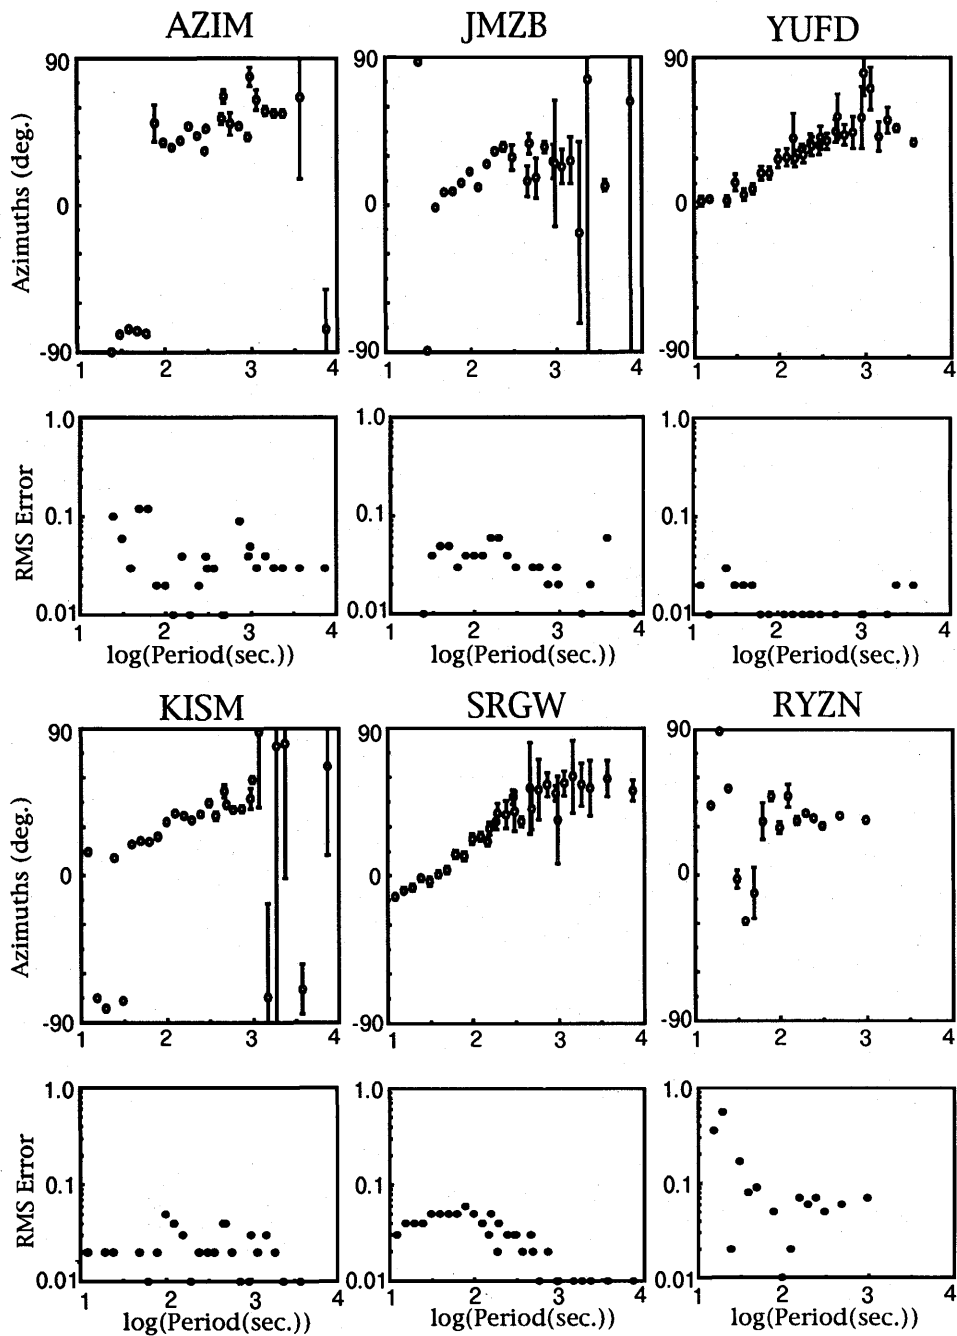 AZIM JMZB YUFD
Azimuths (deg.)
90 90 90
0 0 0
-90 -90 -90
1 2 3 4 1 2 3 4 1 2 3 4
RMS Error
1.0 1.0 1.0
0.1 0.1 0.1
0.01 0.01 0.01
1 2 3 4 1 2 3 4 1 2 3 4
log(Period(sec.)) log(Period(sec.)) log(Period(sec.))
KISM SRGW RYZN
Azimuths (deg.)
90 90 90
0 0 0
-90 -90 -90
1 2 3 4 1 2 3 4 1 2 3 4
RMS Error
1.0 1.0 1.0
0.1 0.1 0.1
0.01 0.01 0.01
1 2 3 4 1 2 3 4 1 2 3 4
log(Period(sec.)) log(Period(sec.)) log(Period(sec.))